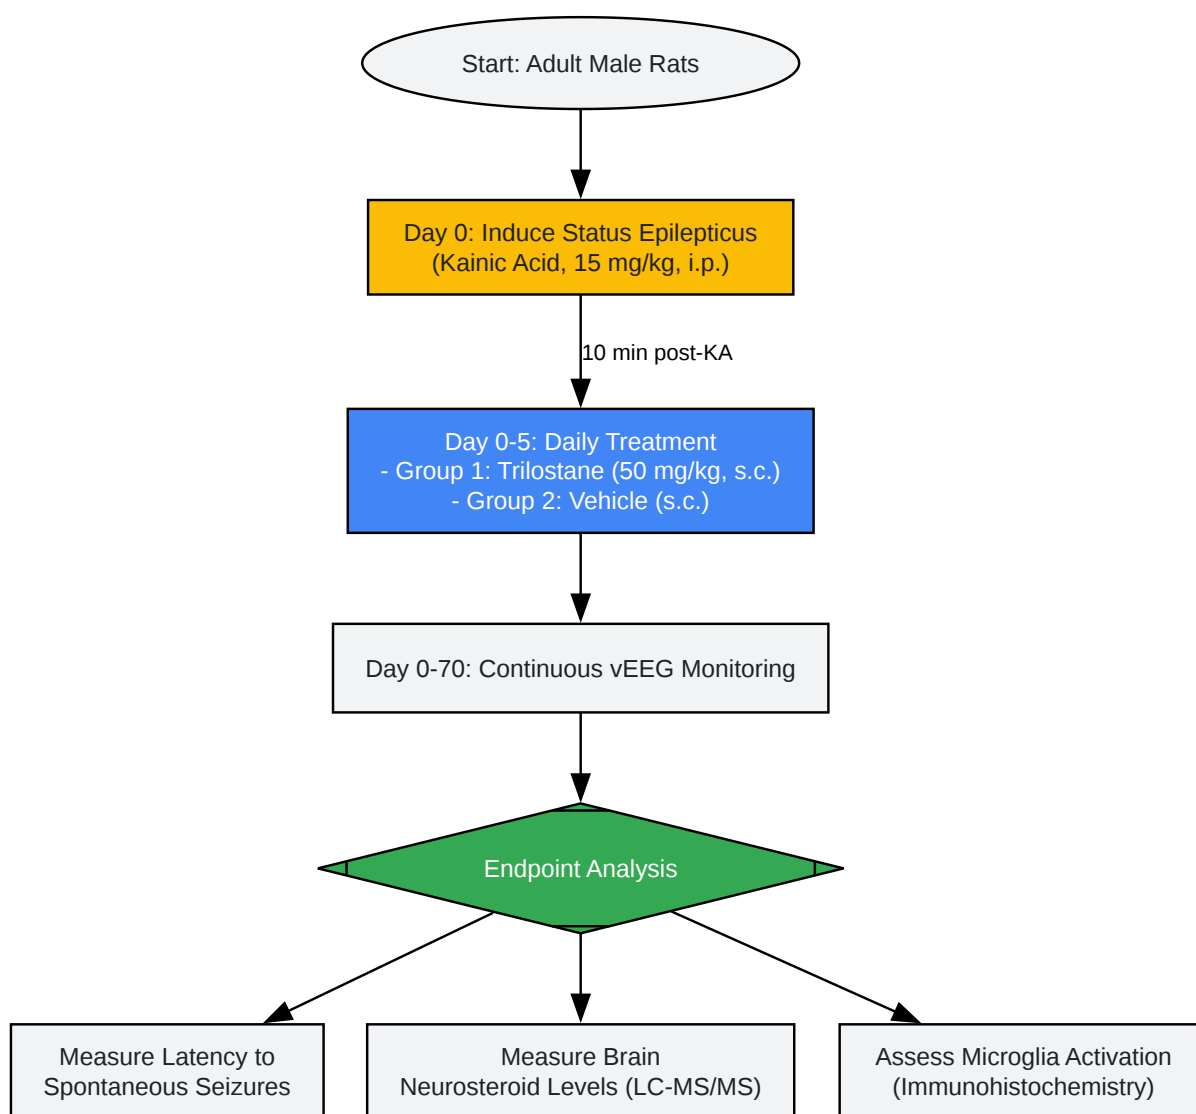 Start: Adult Male Rats
Day 0: Induce Status Epilepticus
(Kainic Acid, 15 mg/kg, i.p.)
10 min post-KA
Day 0-5: Daily Treatment
- Group 1: Trilostane (50 mg/kg, s.c.)
- Group 2: Vehicle (s.c.)
Day 0-70: Continuous vEEG Monitoring
Endpoint Analysis
Measure Latency to
Spontaneous Seizures
Measure Brain
Neurosteroid Levels (LC-MS/MS)
Assess Microglia Activation
(Immunohistochemistry)